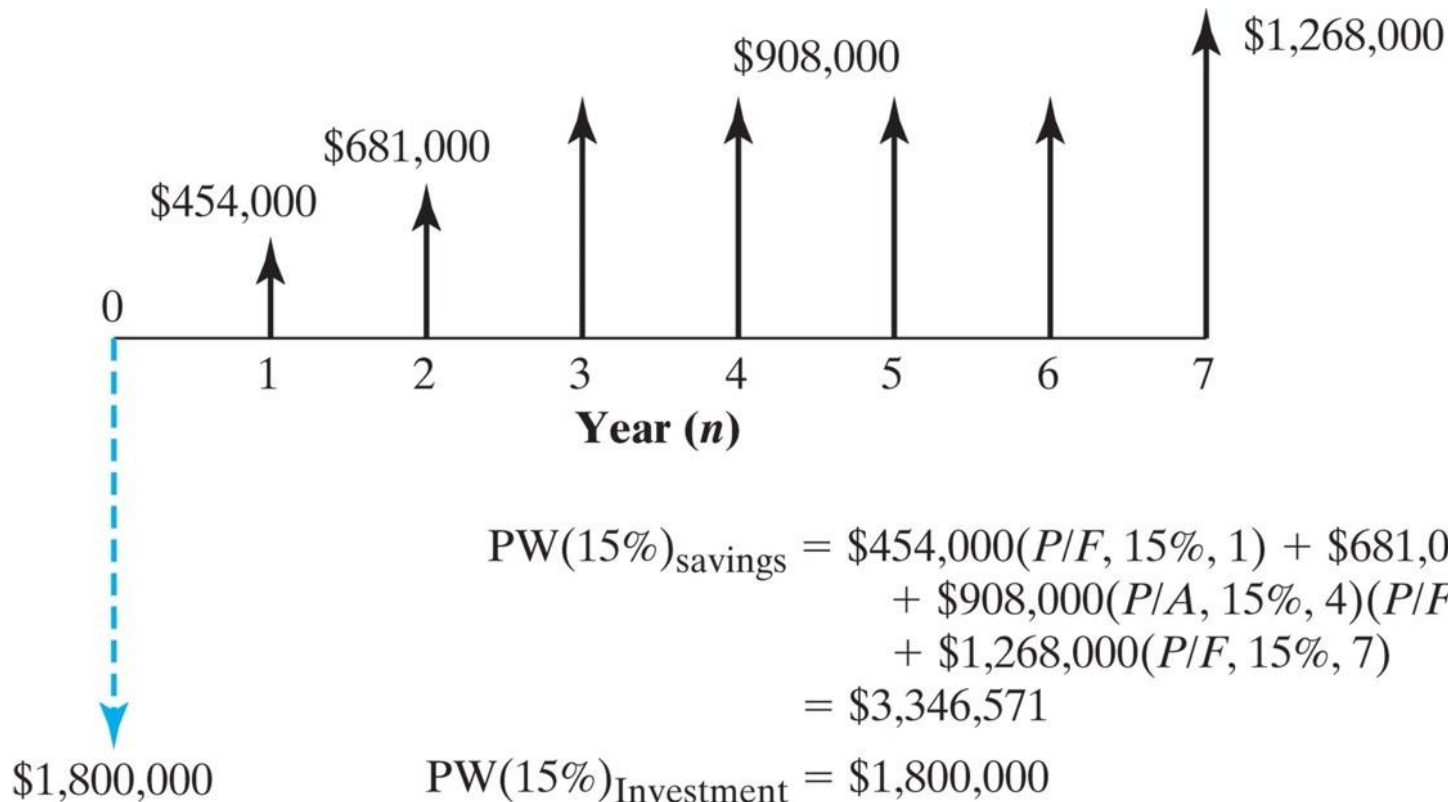 $1,268,000
$908,000
$681,000
$454,000
0
1 2 3 4 5 6 7
Year (n)
PW(15%)savings = $454,000(P/F, 15%, 1) + $681,0
+ $908,000(P/A, 15%, 4)(P/F
+ $1,268,000(P/F, 15%, 7)
= $3,346,571
$1,800,000 PW(15%)Investment = $1,800,000